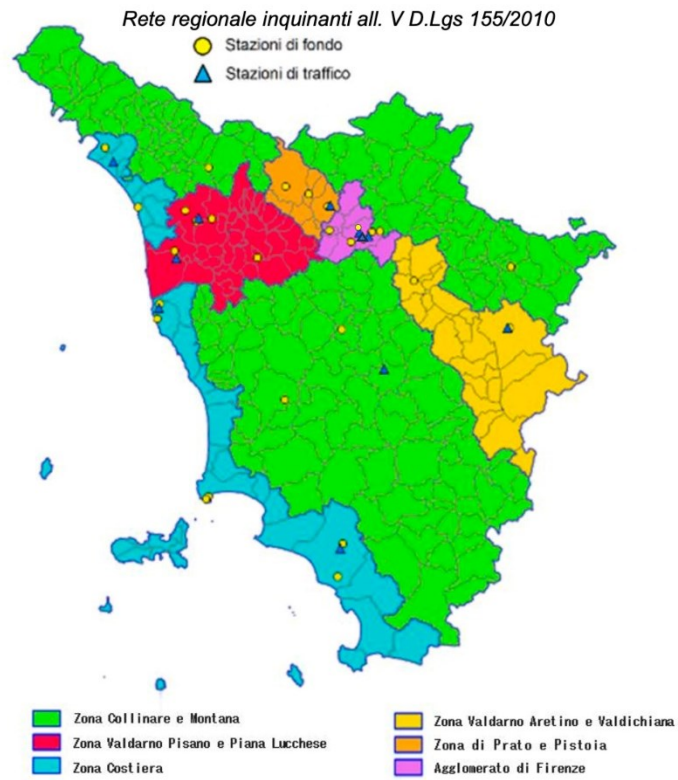 Rete regionale inquinanti all. V D.Lgs 155/2010
Stazioni di fondo
Stazioni di traffico
Zona Collinare e Montana
Zona Valdarno Pisano e Piana Lucchese
Zona Costiera
Zona Valdarno Aretino e Valdichiana
Zona di Prato e Pistoia
Agglomerato di Firenze